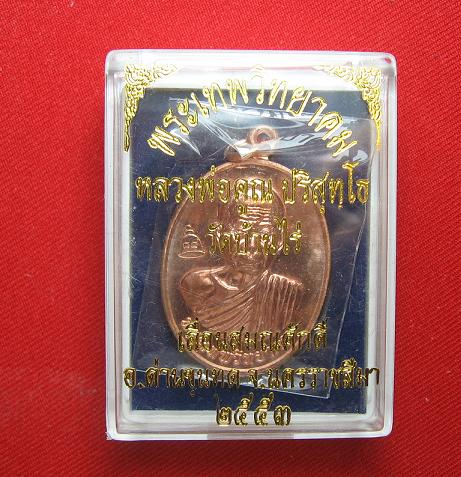 พระเทพวิทยาคม
หลวงพ่อคูณ ปริสุทฺโธ
วัดบ้านไร่
เลื่อนสมณศักดิ์
อ.ด่านขุนทด จ.นครราชสีมา
๒๕๕๓